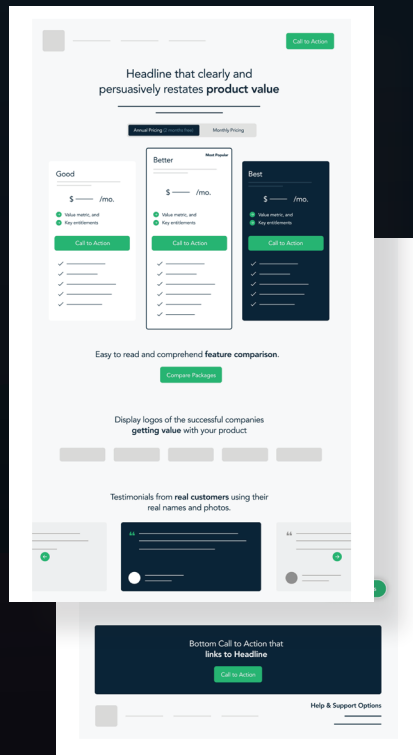 Call to Action
Headline that clearly and
persuasively restates product value
Annual Pricing (2 months free) Monthly Pricing
Good
$ /mo.
Value metric, and
Key entitlements
Call to Action
Better
Most Popular
$ /mo.
Value metric, and
Key entitlements
Call to Action
Best
$ /mo.
Value metric, and
Key entitlements
Call to Action
Easy to read and comprehend feature comparison.
Compare Packages
Display logos of the successful companies
getting value with your product
Testimonials from real customers using their
real names and photos.
Bottom Call to Action that
links to Headline
Call to Action
Help & Support Options